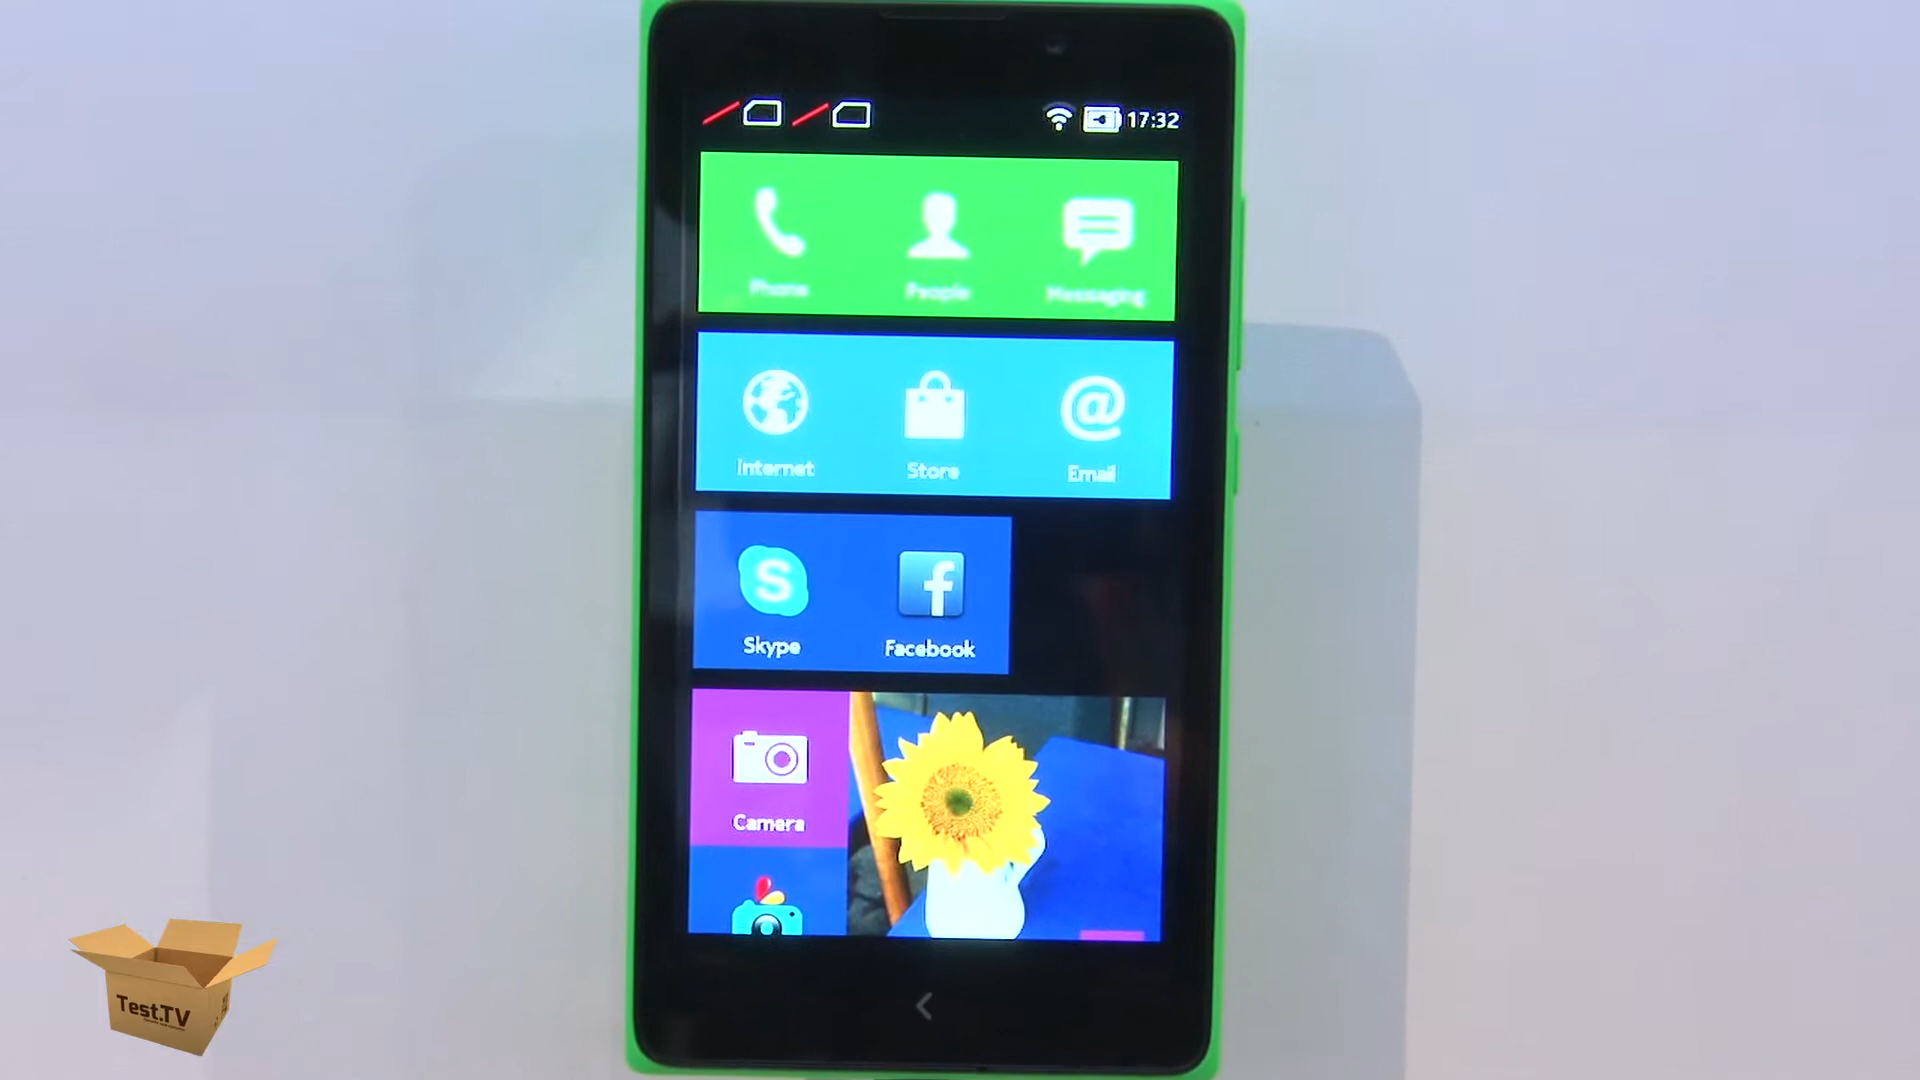 17:32
Phone People Messaging
Internet Store Email
Skype Facebook
Camera
Test.TV